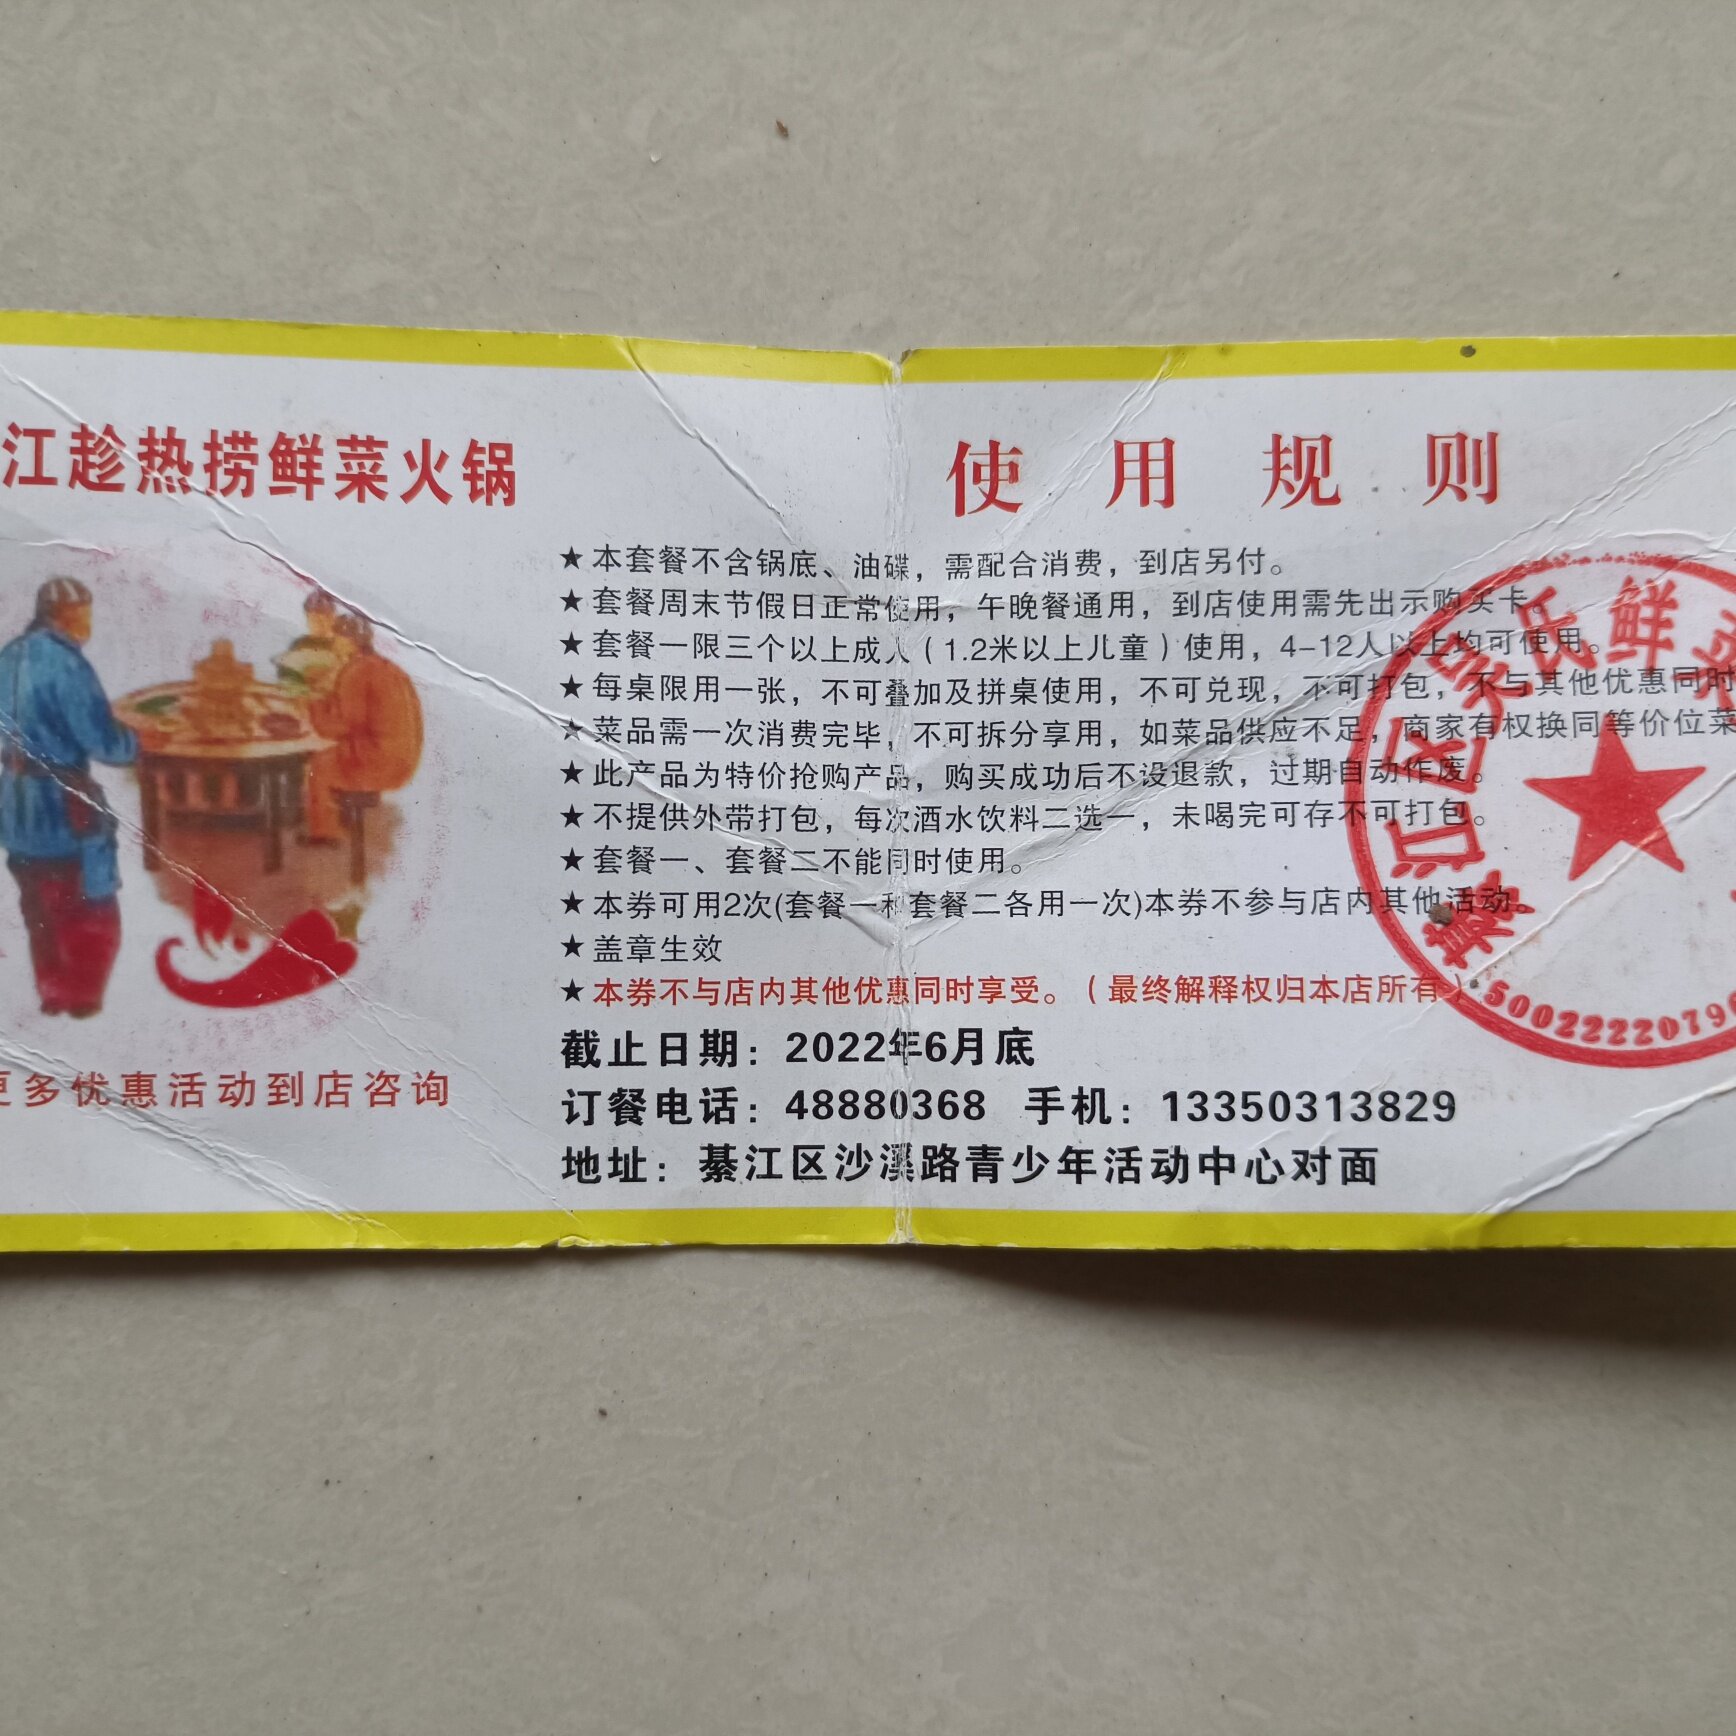 江趁热捞鲜菜火锅
更多优惠活动到店咨询
使用规则
★本套餐不含锅底、油碟，需配合消费，到店另付。
★套餐周末节假日正常使用，午晚餐通用，到店使用需先出示购买卡。
★套餐一限三个以上成人（1.2米以上儿童）使用，4-12人以上均可使用。
★每桌限用一张，不可叠加及拼桌使用，不可兑现，不可打包，不与其他优惠同时
★菜品需一次消费完毕，不可拆分享用，如菜品供应不足，商家有权换同等价位菜
★此产品为特价抢购产品，购买成功后不设退款，过期自动作废。
★不提供外带打包，每次酒水饮料二选一，未喝完可存不可打包。
★套餐一、套餐二不能同时使用。
★本券可用2次(套餐一和套餐二各用一次)本券不参与店内其他活动。
★盖章生效
★本券不与店内其他优惠同时享受。（最终解释权归本店所有）
截止日期：2022年6月底
订餐电话：48880368 手机：13350313829
地址：綦江区沙溪路青少年活动中心对面
綦江区吴氏鲜
500222207